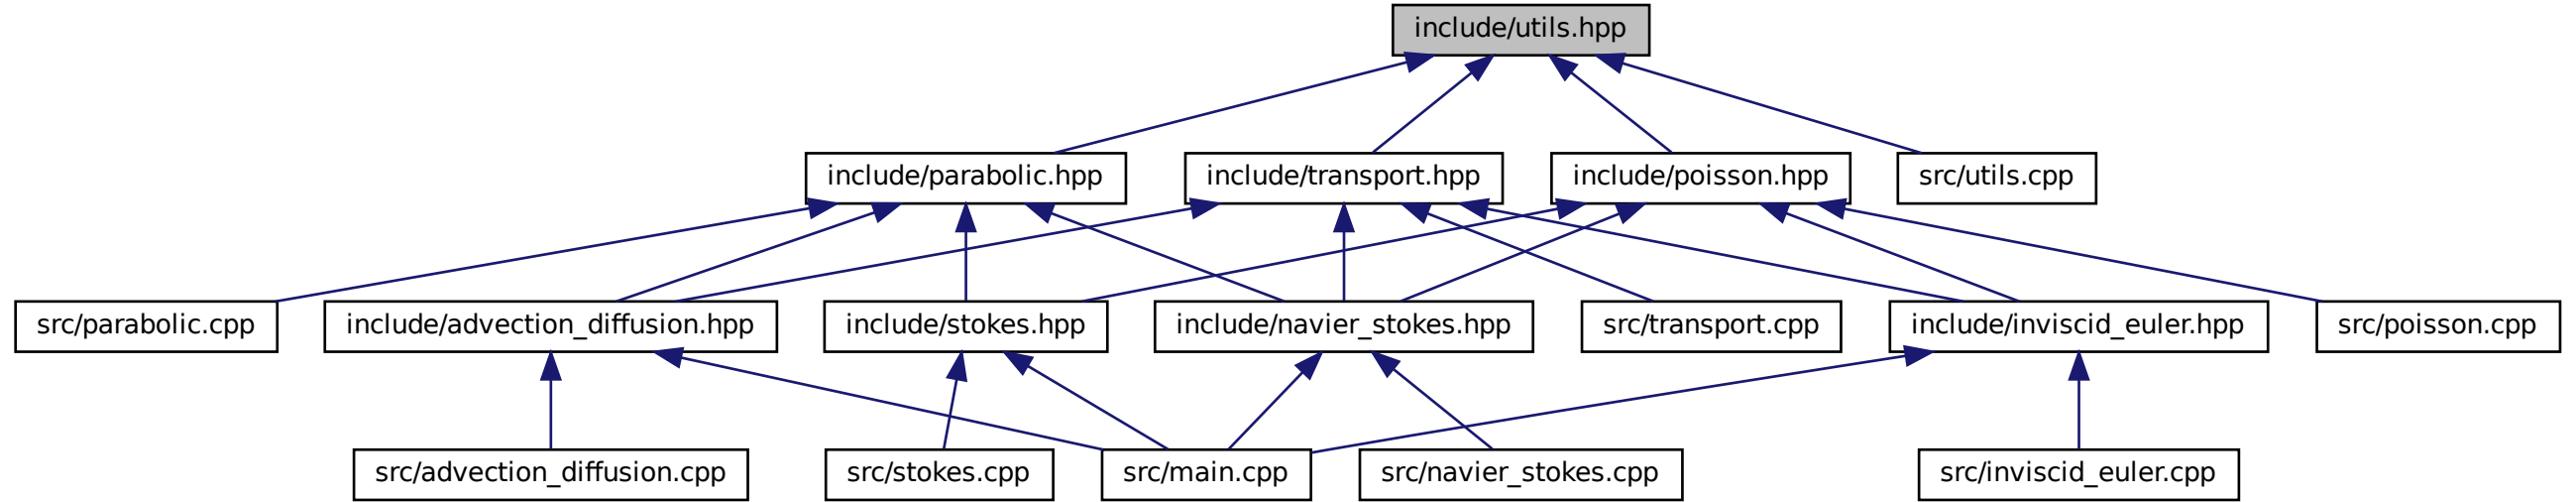 include/utils.hpp
include/parabolic.hpp
include/transport.hpp
include/poisson.hpp
src/utils.cpp
src/parabolic.cpp
include/advection_diffusion.hpp
include/stokes.hpp
include/navier_stokes.hpp
src/transport.cpp
include/inviscid_euler.hpp
src/poisson.cpp
src/advection_diffusion.cpp
src/stokes.cpp
src/main.cpp
src/navier_stokes.cpp
src/inviscid_euler.cpp